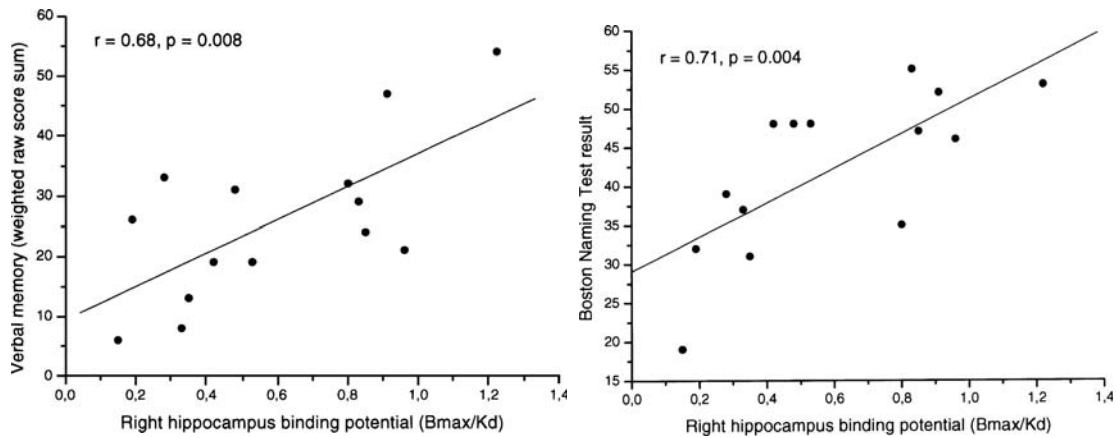 r = 0.68, p = 0.008
Verbal memory (weighted raw score sum)
60
50
40
30
20
10
0
0,0 0,2 0,4 0,6 0,8 1,0 1,2 1,4
Right hippocampus binding potential (Bmax/Kd)
r = 0.71, p = 0.004
Boston Naming Test result
60
55
50
45
40
35
30
25
20
15
0,2 0,4 0,6 0,8 1,0 1,2 1,4
Right hippocampus binding potential (Bmax/Kd)